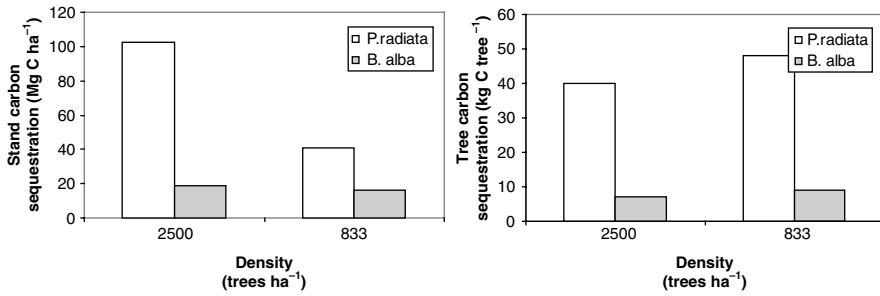 Stand carbon
sequestration (Mg C ha⁻¹)
120
100
80
60
40
20
0
P.radiata
B. alba
2500
833
Density
(trees ha⁻¹)
Tree carbon
sequestration (kg C tree⁻¹)
60
50
40
30
20
10
0
P.radiata
B. alba
2500
833
Density
(trees ha⁻¹)